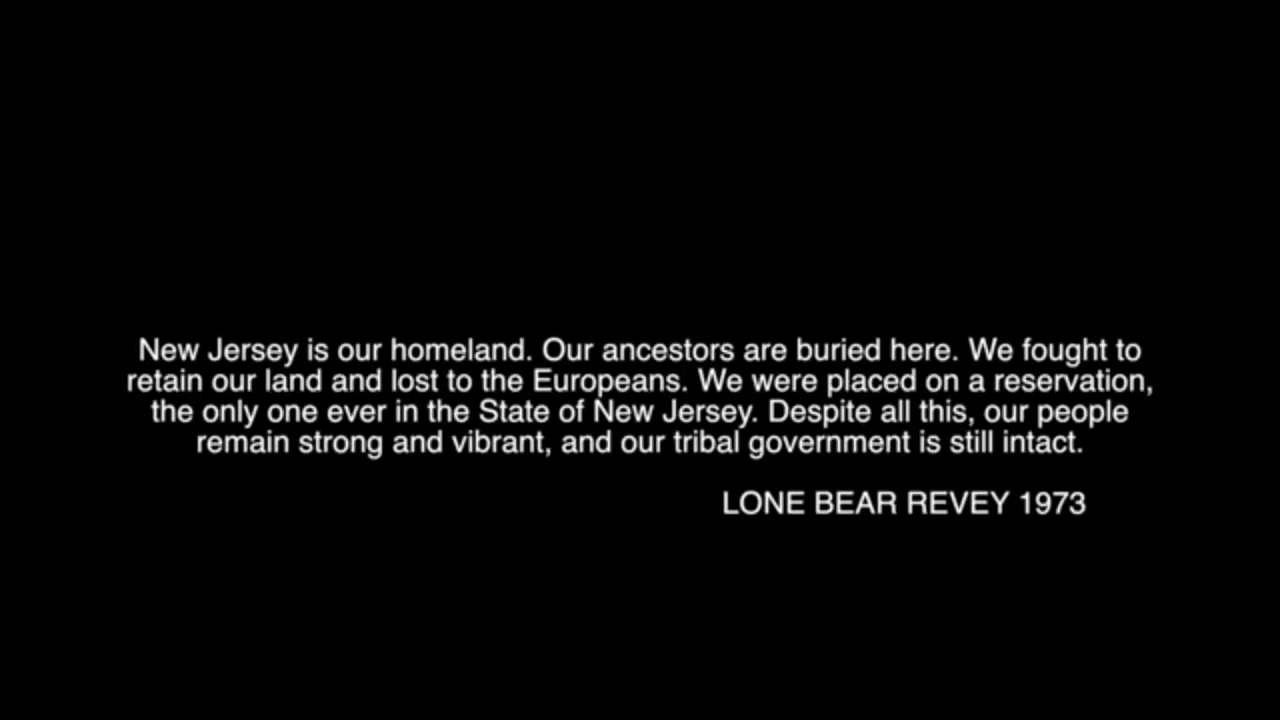 New Jersey is our homeland. Our ancestors are buried here. We fought to
retain our land and lost to the Europeans. We were placed on a reservation,
the only one ever in the State of New Jersey. Despite all this, our people
remain strong and vibrant, and our tribal government is still intact.
LONE BEAR REVEY 1973